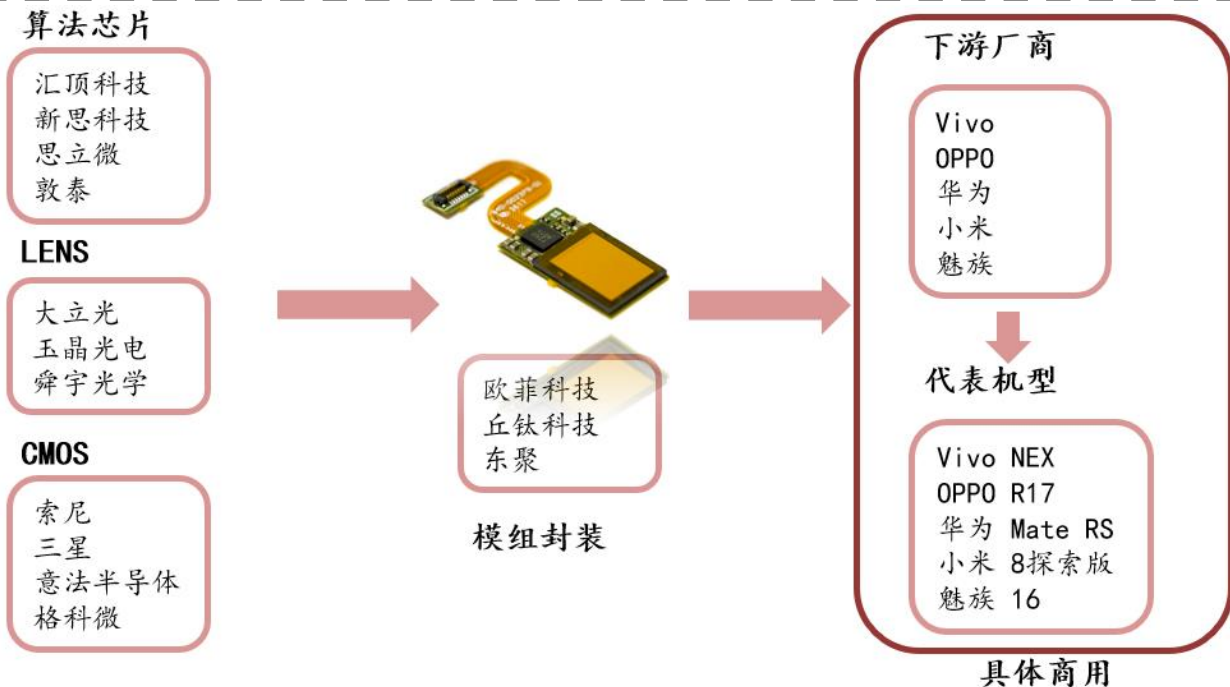 算法芯片
汇顶科技
新思科技
思立微
敦泰
LENS
大立光
玉晶光电
舜宇光学
CMOS
索尼
三星
意法半导体
格科微
欧菲科技
丘钛科技
东聚
模组封装
下游厂商
Vivo
OPPO
华为
小米
魅族
代表机型
Vivo NEX
OPPO R17
华为 Mate RS
小米 8探索版
魅族 16
具体商用